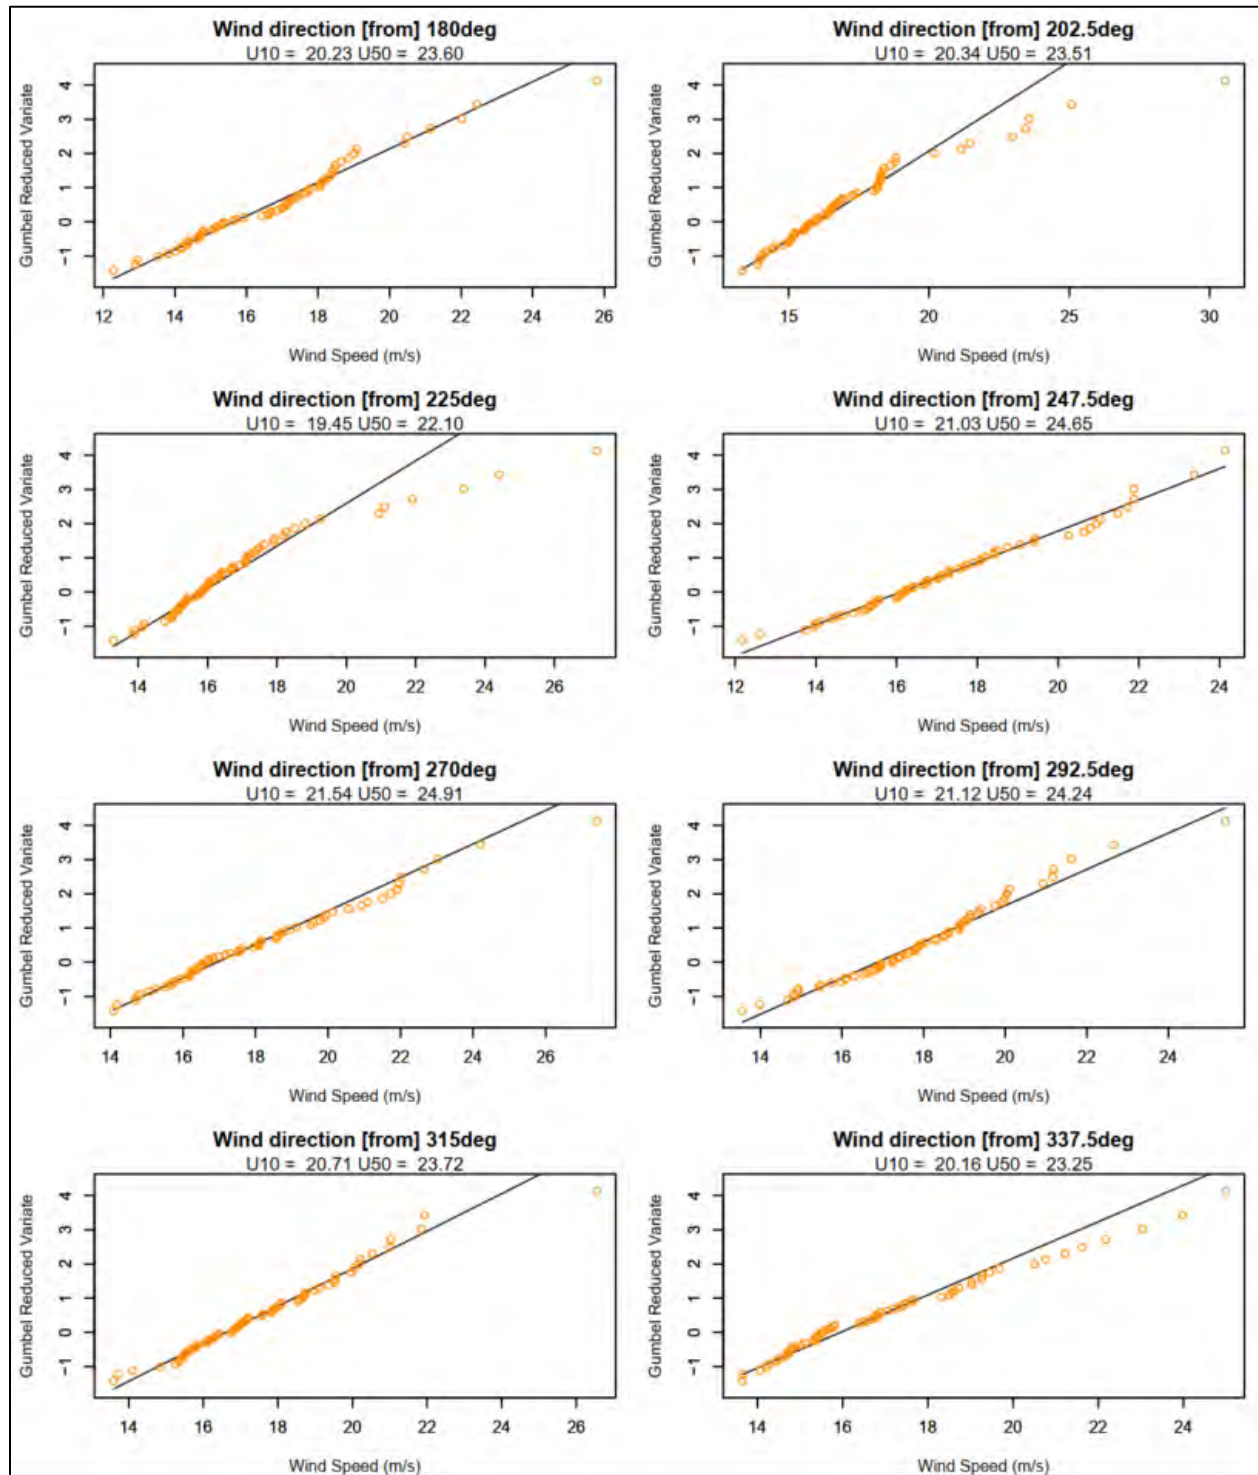 Wind direction [from] 180deg
U10 = 20.23 U50 = 23.60
Gumbel Reduced Variate
4
3
2
1
0
−1
12 14 16 18 20 22 24 26
Wind Speed (m/s)
Wind direction [from] 202.5deg
U10 = 20.34 U50 = 23.51
Gumbel Reduced Variate
4
3
2
1
0
−1
15 20 25 30
Wind Speed (m/s)
Wind direction [from] 225deg
U10 = 19.45 U50 = 22.10
Gumbel Reduced Variate
4
3
2
1
0
−1
14 16 18 20 22 24 26
Wind Speed (m/s)
Wind direction [from] 247.5deg
U10 = 21.03 U50 = 24.65
Gumbel Reduced Variate
4
3
2
1
0
−1
12 14 16 18 20 22 24
Wind Speed (m/s)
Wind direction [from] 270deg
U10 = 21.54 U50 = 24.91
Gumbel Reduced Variate
4
3
2
1
0
−1
14 16 18 20 22 24 26
Wind Speed (m/s)
Wind direction [from] 292.5deg
U10 = 21.12 U50 = 24.24
Gumbel Reduced Variate
4
3
2
1
0
−1
14 16 18 20 22 24
Wind Speed (m/s)
Wind direction [from] 315deg
U10 = 20.71 U50 = 23.72
Gumbel Reduced Variate
4
3
2
1
0
−1
14 16 18 20 22 24 26
Wind Speed (m/s)
Wind direction [from] 337.5deg
U10 = 20.16 U50 = 23.25
Gumbel Reduced Variate
4
3
2
1
0
−1
14 16 18 20 22 24
Wind Speed (m/s)